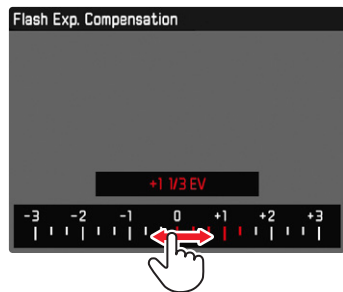 Flash Exp. Compensation
+1 1/3 EV
-3 -2 -1 0 +1 +2 +3